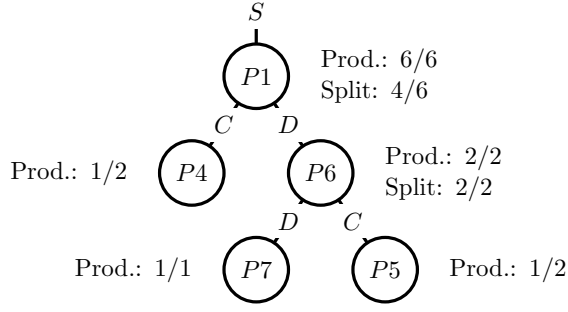 S
P1
Prod.: 6/6
Split: 4/6
C
D
Prod.: 1/2
P4
P6
Prod.: 2/2
Split: 2/2
D
C
Prod.: 1/1
P7
P5
Prod.: 1/2